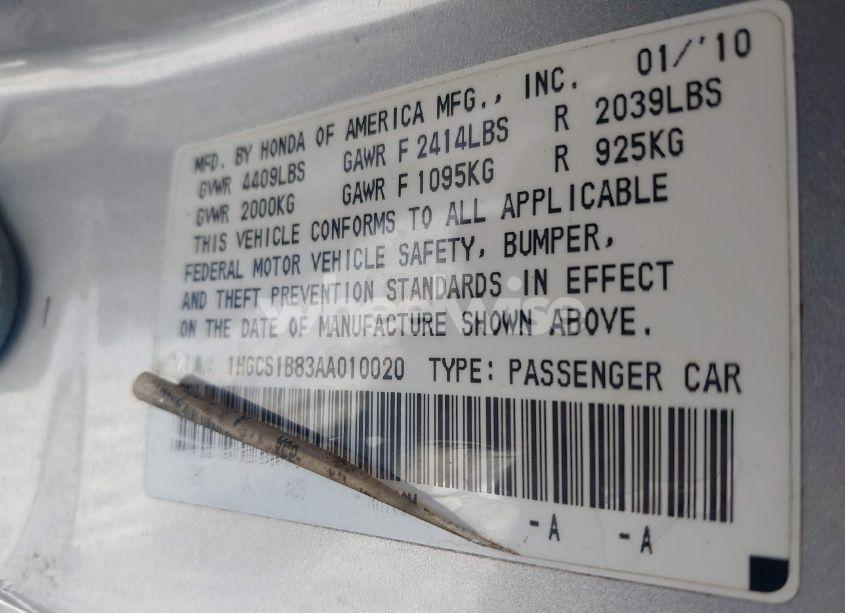 01/'10
MFD. BY HONDA OF AMERICA MFG., INC.
GVWR 4409LBS GAWR F 2414LBS R 2039LBS
GVWR 2000KG GAWR F 1095KG R 925KG
THIS VEHICLE CONFORMS TO ALL APPLICABLE
FEDERAL MOTOR VEHICLE SAFETY, BUMPER,
AND THEFT PREVENTION STANDARDS IN EFFECT
ON THE DATE OF MANUFACTURE SHOWN ABOVE.
1HGCS1B83AA010020 TYPE: PASSENGER CAR
-A -A